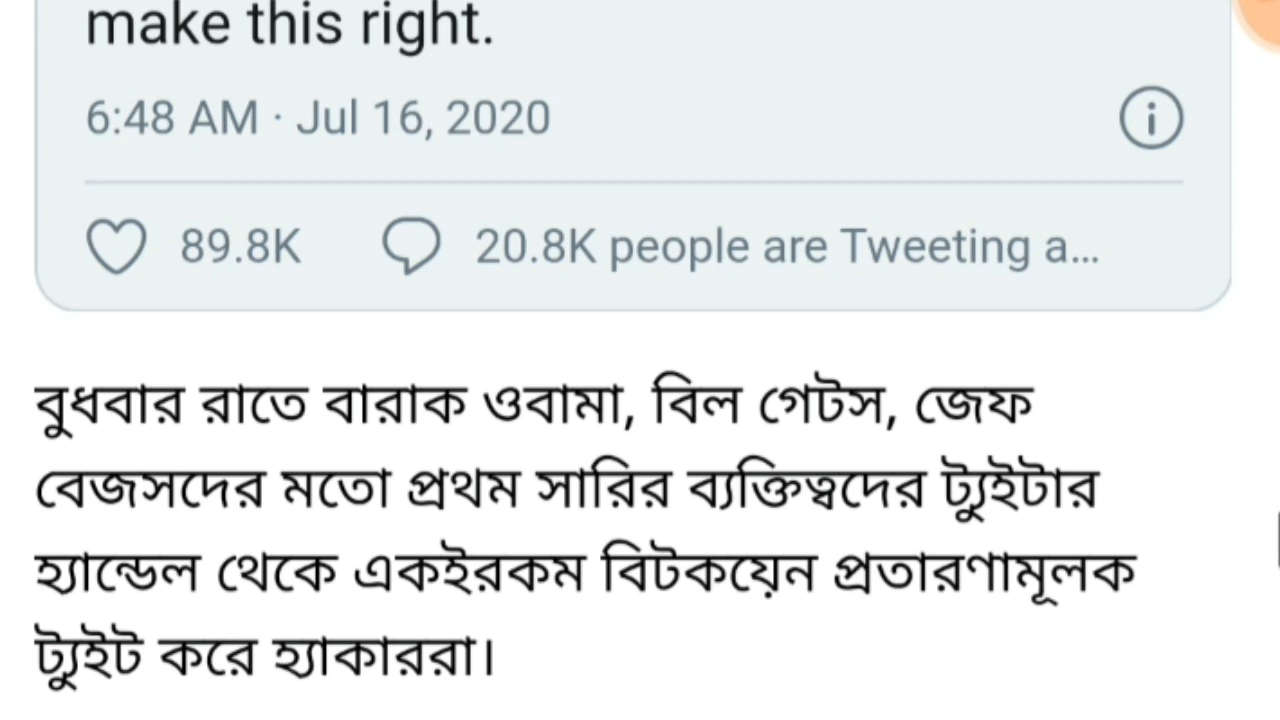 make this right.
6:48 AM · Jul 16, 2020
89.8K 20.8K people are Tweeting a...
বুধবার রাতে বারাক ওবামা, বিল গেটস, জেফ
বেজসদের মতো প্রথম সারির ব্যক্তিত্বদের ট্যুইটার
হ্যান্ডেল থেকে একইরকম বিটকয়েন প্রতারণামূলক
ট্যুইট করে হ্যাকাররা।